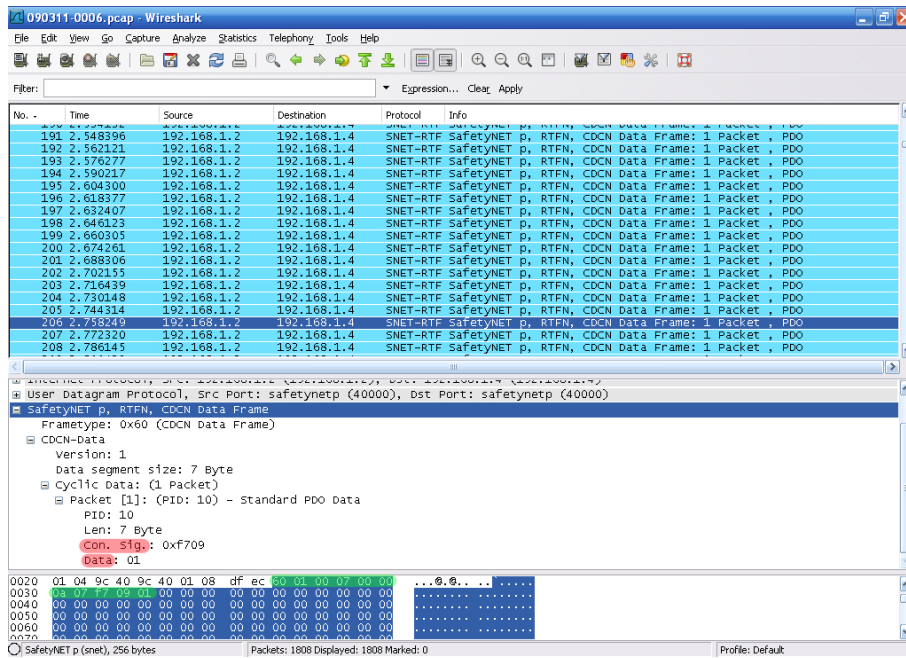 090311-0006.pcap - Wireshark
File Edit View Go Capture Analyze Statistics Telephony Tools Help
Filter: Expression... Clear Apply
No. - Time Source Destination Protocol Info
191 2.548396 192.168.1.2 192.168.1.4 SNET-RTF SafetyNET p, RTFN, CDCN Data Frame: 1 Packet , PDO
192 2.562121 192.168.1.2 192.168.1.4 SNET-RTF SafetyNET p, RTFN, CDCN Data Frame: 1 Packet , PDO
193 2.576277 192.168.1.2 192.168.1.4 SNET-RTF SafetyNET p, RTFN, CDCN Data Frame: 1 Packet , PDO
194 2.590217 192.168.1.2 192.168.1.4 SNET-RTF SafetyNET p, RTFN, CDCN Data Frame: 1 Packet , PDO
195 2.604300 192.168.1.2 192.168.1.4 SNET-RTF SafetyNET p, RTFN, CDCN Data Frame: 1 Packet , PDO
196 2.618377 192.168.1.2 192.168.1.4 SNET-RTF SafetyNET p, RTFN, CDCN Data Frame: 1 Packet , PDO
197 2.632407 192.168.1.2 192.168.1.4 SNET-RTF SafetyNET p, RTFN, CDCN Data Frame: 1 Packet , PDO
198 2.646123 192.168.1.2 192.168.1.4 SNET-RTF SafetyNET p, RTFN, CDCN Data Frame: 1 Packet , PDO
199 2.660305 192.168.1.2 192.168.1.4 SNET-RTF SafetyNET p, RTFN, CDCN Data Frame: 1 Packet , PDO
200 2.674261 192.168.1.2 192.168.1.4 SNET-RTF SafetyNET p, RTFN, CDCN Data Frame: 1 Packet , PDO
201 2.688306 192.168.1.2 192.168.1.4 SNET-RTF SafetyNET p, RTFN, CDCN Data Frame: 1 Packet , PDO
202 2.702155 192.168.1.2 192.168.1.4 SNET-RTF SafetyNET p, RTFN, CDCN Data Frame: 1 Packet , PDO
203 2.716439 192.168.1.2 192.168.1.4 SNET-RTF SafetyNET p, RTFN, CDCN Data Frame: 1 Packet , PDO
204 2.730148 192.168.1.2 192.168.1.4 SNET-RTF SafetyNET p, RTFN, CDCN Data Frame: 1 Packet , PDO
205 2.744314 192.168.1.2 192.168.1.4 SNET-RTF SafetyNET p, RTFN, CDCN Data Frame: 1 Packet , PDO
206 2.758249 192.168.1.2 192.168.1.4 SNET-RTF SafetyNET p, RTFN, CDCN Data Frame: 1 Packet , PDO
207 2.772320 192.168.1.2 192.168.1.4 SNET-RTF SafetyNET p, RTFN, CDCN Data Frame: 1 Packet , PDO
208 2.786145 192.168.1.2 192.168.1.4 SNET-RTF SafetyNET p, RTFN, CDCN Data Frame: 1 Packet , PDO
Internet Protocol, Src: 192.168.1.2 (192.168.1.2), Dst: 192.168.1.4 (192.168.1.4)
User Datagram Protocol, Src Port: safetynetp (40000), Dst Port: safetynetp (40000)
SafetyNET p, RTFN, CDCN Data Frame
Frametype: 0x60 (CDCN Data Frame)
CDCN-Data
Version: 1
Data segment size: 7 Byte
Cyclic Data: (1 Packet)
Packet [1]: (PID: 10) - Standard PDO Data
PID: 10
Len: 7 Byte
Con. Sig.: 0xf709
Data: 01
0020 01 04 9c 40 9c 40 01 08 df ec 60 01 00 07 00 00 ...@.@.. ..`.....
0030 0a 07 f7 09 01 00 00 00 00 00 00 00 00 00 00 00 ........ ........
0040 00 00 00 00 00 00 00 00 00 00 00 00 00 00 00 00 ........ ........
0050 00 00 00 00 00 00 00 00 00 00 00 00 00 00 00 00 ........ ........
0060 00 00 00 00 00 00 00 00 00 00 00 00 00 00 00 00 ........ ........
SafetyNET p (snet), 256 bytes Packets: 1808 Displayed: 1808 Marked: 0 Profile: Default